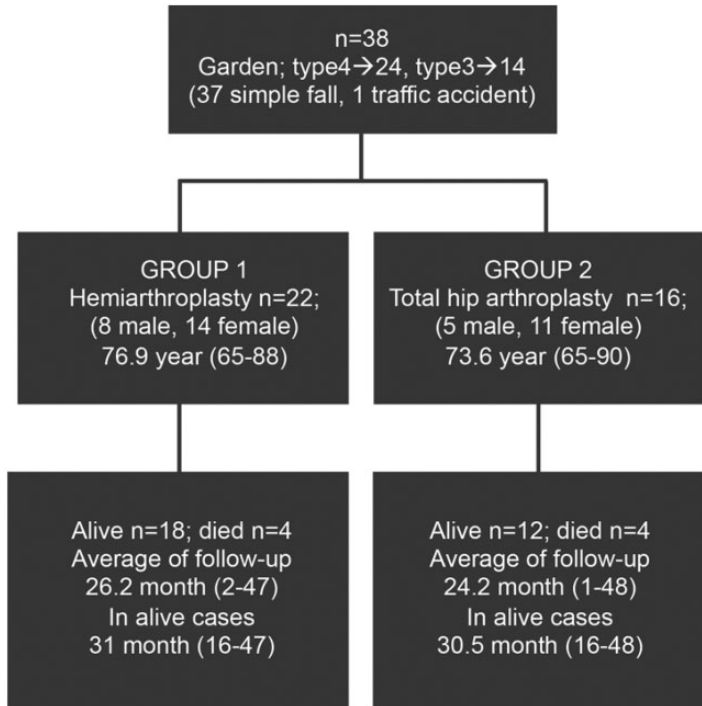 n=38
Garden; type4→24, type3→14
(37 simple fall, 1 traffic accident)
GROUP 1
Hemiarthroplasty n=22;
(8 male, 14 female)
76.9 year (65-88)
GROUP 2
Total hip arthroplasty n=16;
(5 male, 11 female)
73.6 year (65-90)
Alive n=18; died n=4
Average of follow-up
26.2 month (2-47)
In alive cases
31 month (16-47)
Alive n=12; died n=4
Average of follow-up
24.2 month (1-48)
In alive cases
30.5 month (16-48)